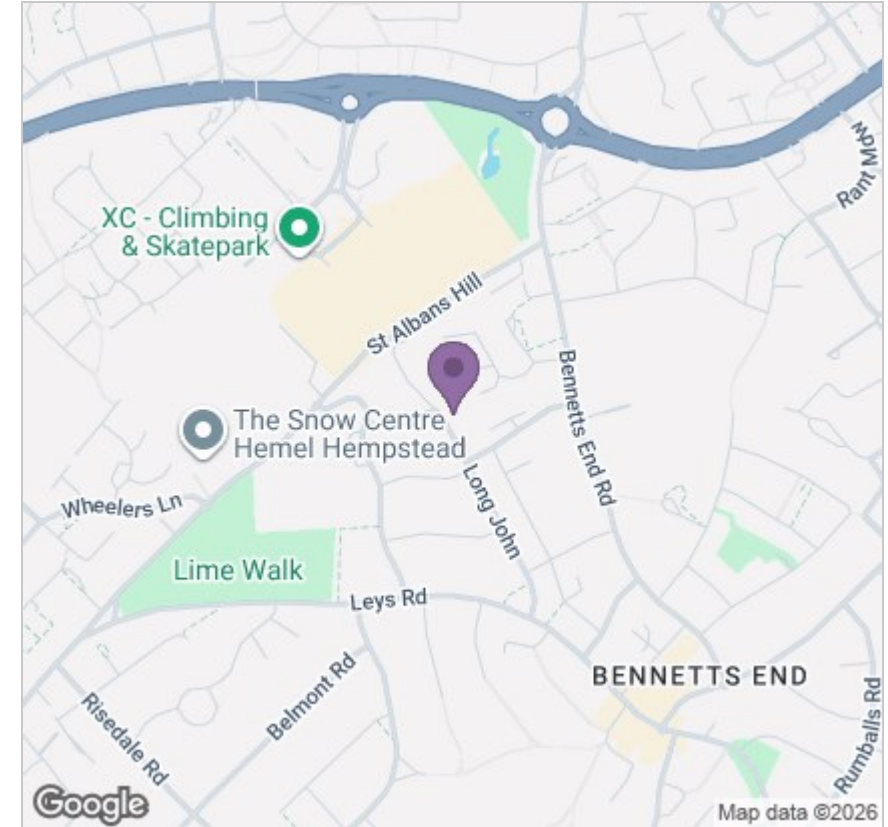 Rant Mdw
XC - Climbing
& Skatepark
St Albans Hill
Bennetts End Rd
The Snow Centre
Hemel Hempstead
Long John
Wheelers Ln
Lime Walk
Leys Rd
Belmont Rd
BENNETTS END
Risedale Rd
Rumballs Rd
Google
Map data ©2026